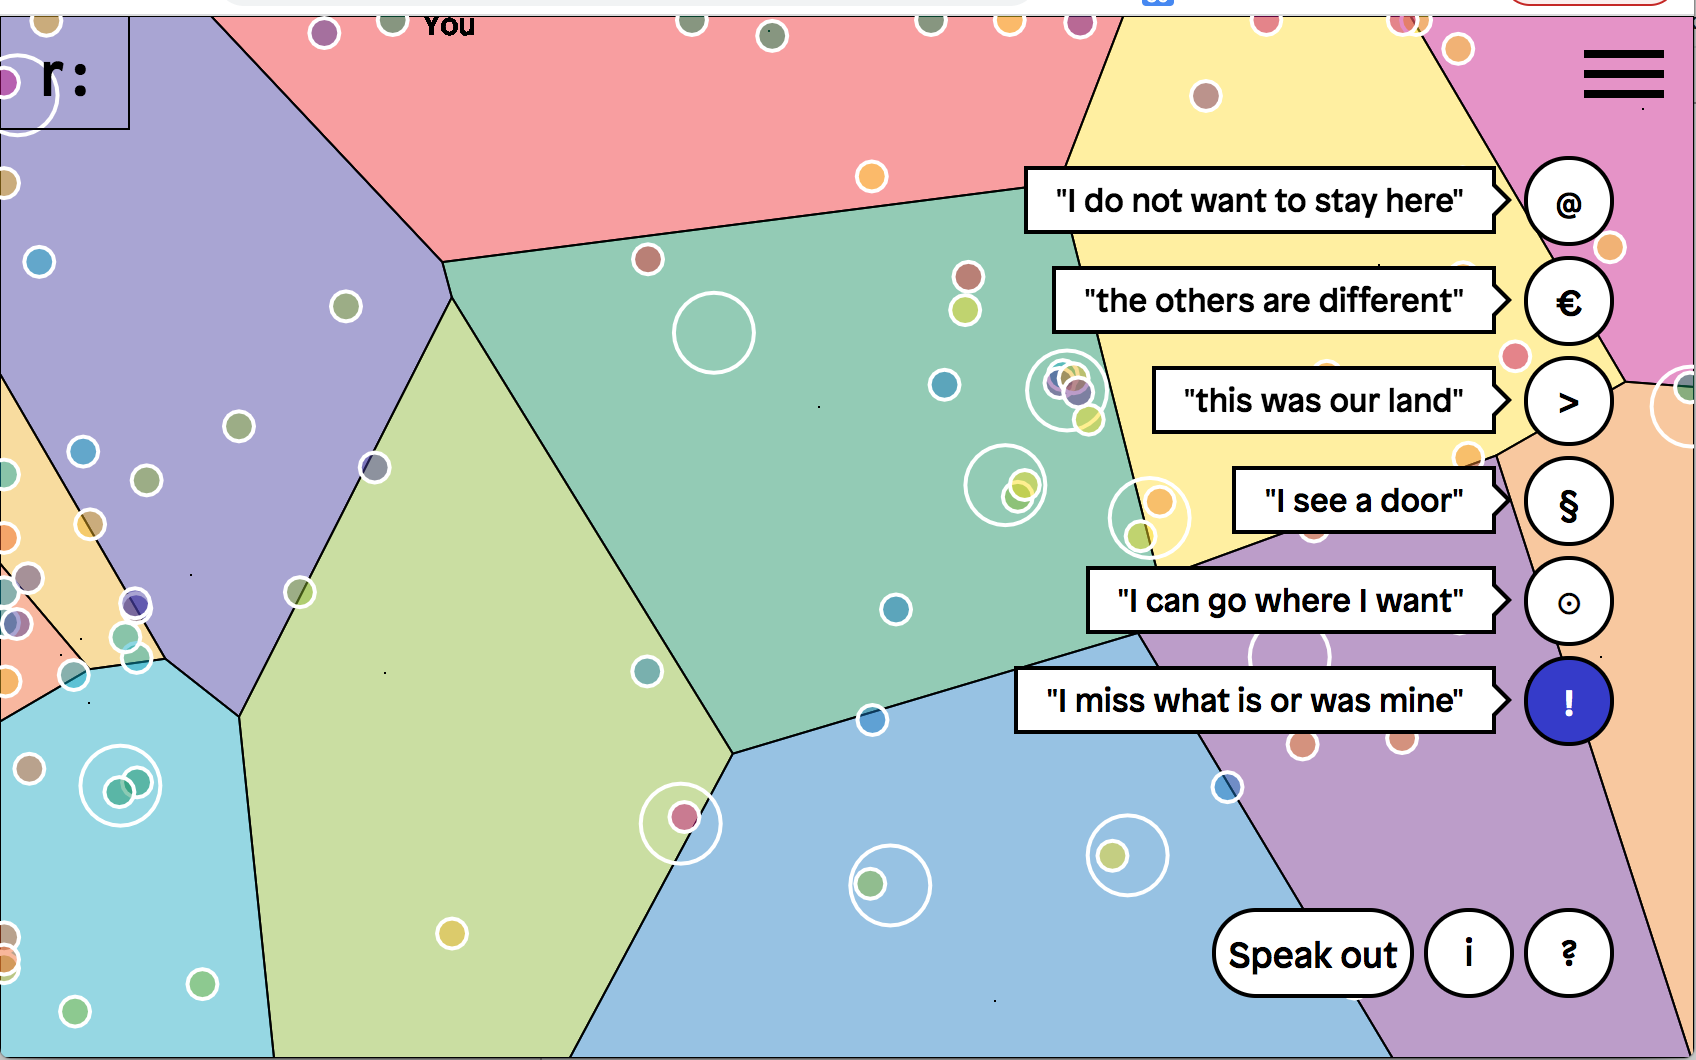 You
r:
"I do not want to stay here"
@
"the others are different"
€
"this was our land"
>
"I see a door"
§
"I can go where I want"
⊙
"I miss what is or was mine"
!
Speak out
i
?